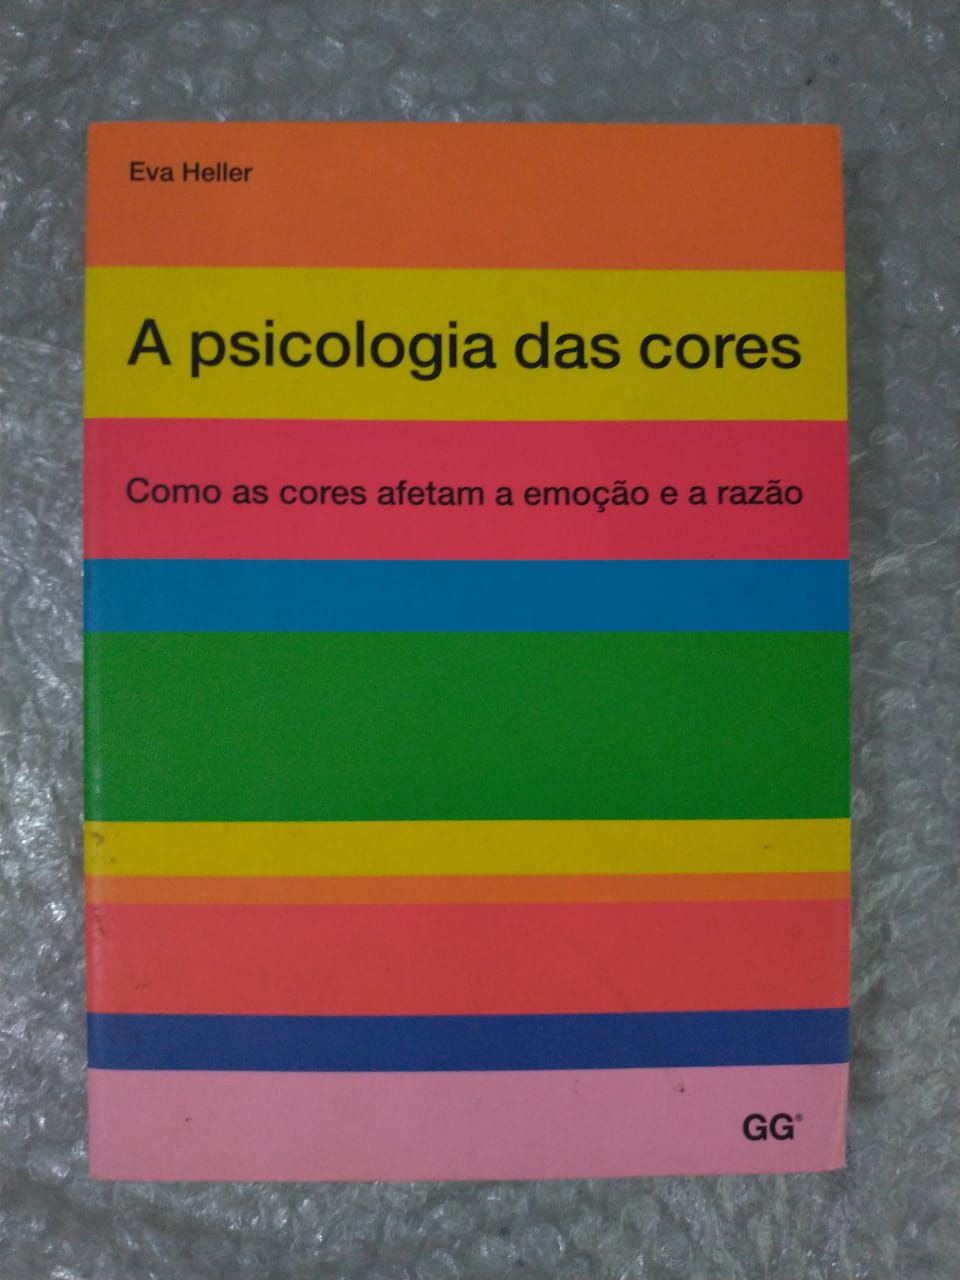 Eva Heller
A psicologia das cores
Como as cores afetam a emoção e a razão
GG®